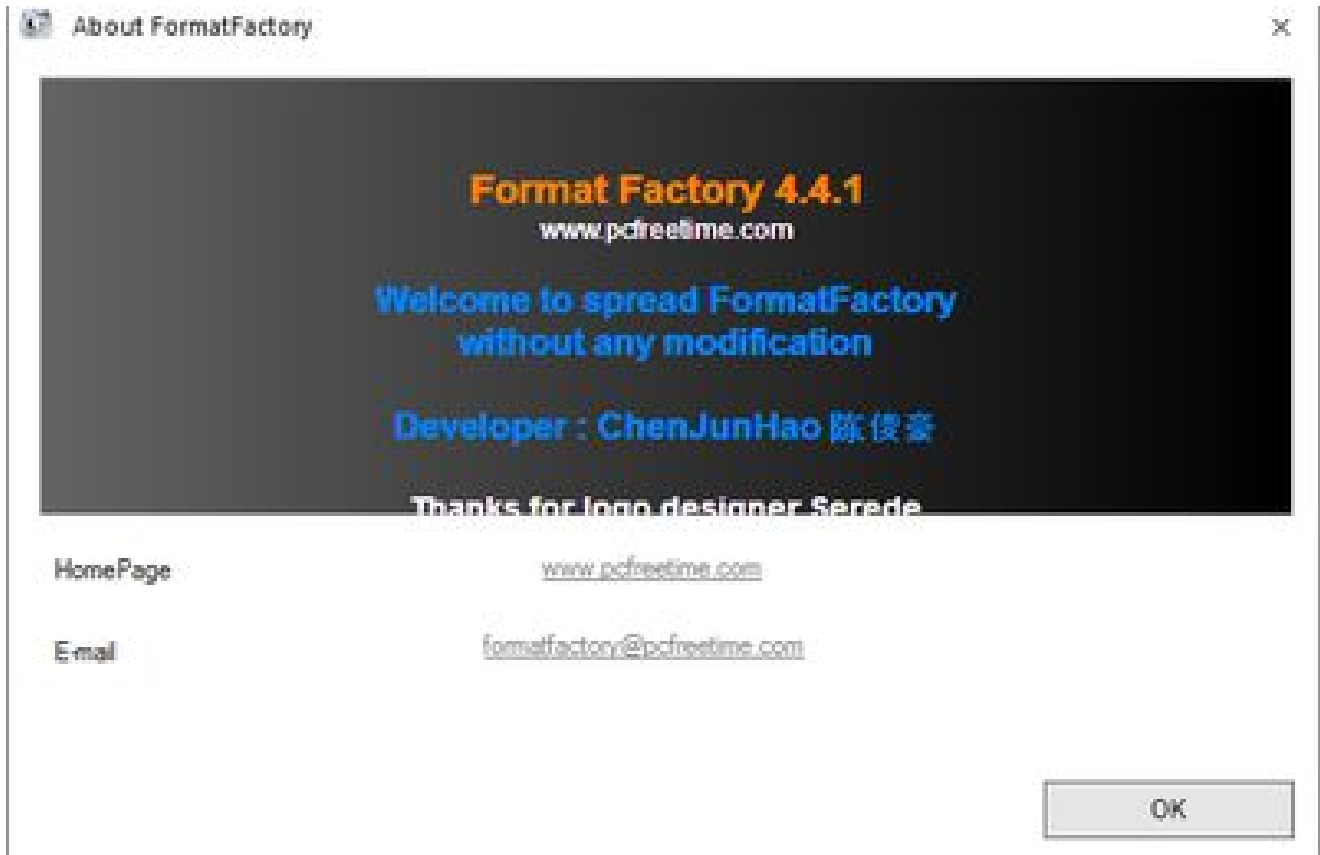 About FormatFactory
Format Factory 4.4.1
www.pcfreetime.com
Welcome to spread FormatFactory
without any modification
Developer : ChenJunHao 陈俊豪
Thanks for logo designer Serede
HomePage
www.pcfreetime.com
E-mail
formatfactory@pcfreetime.com
OK